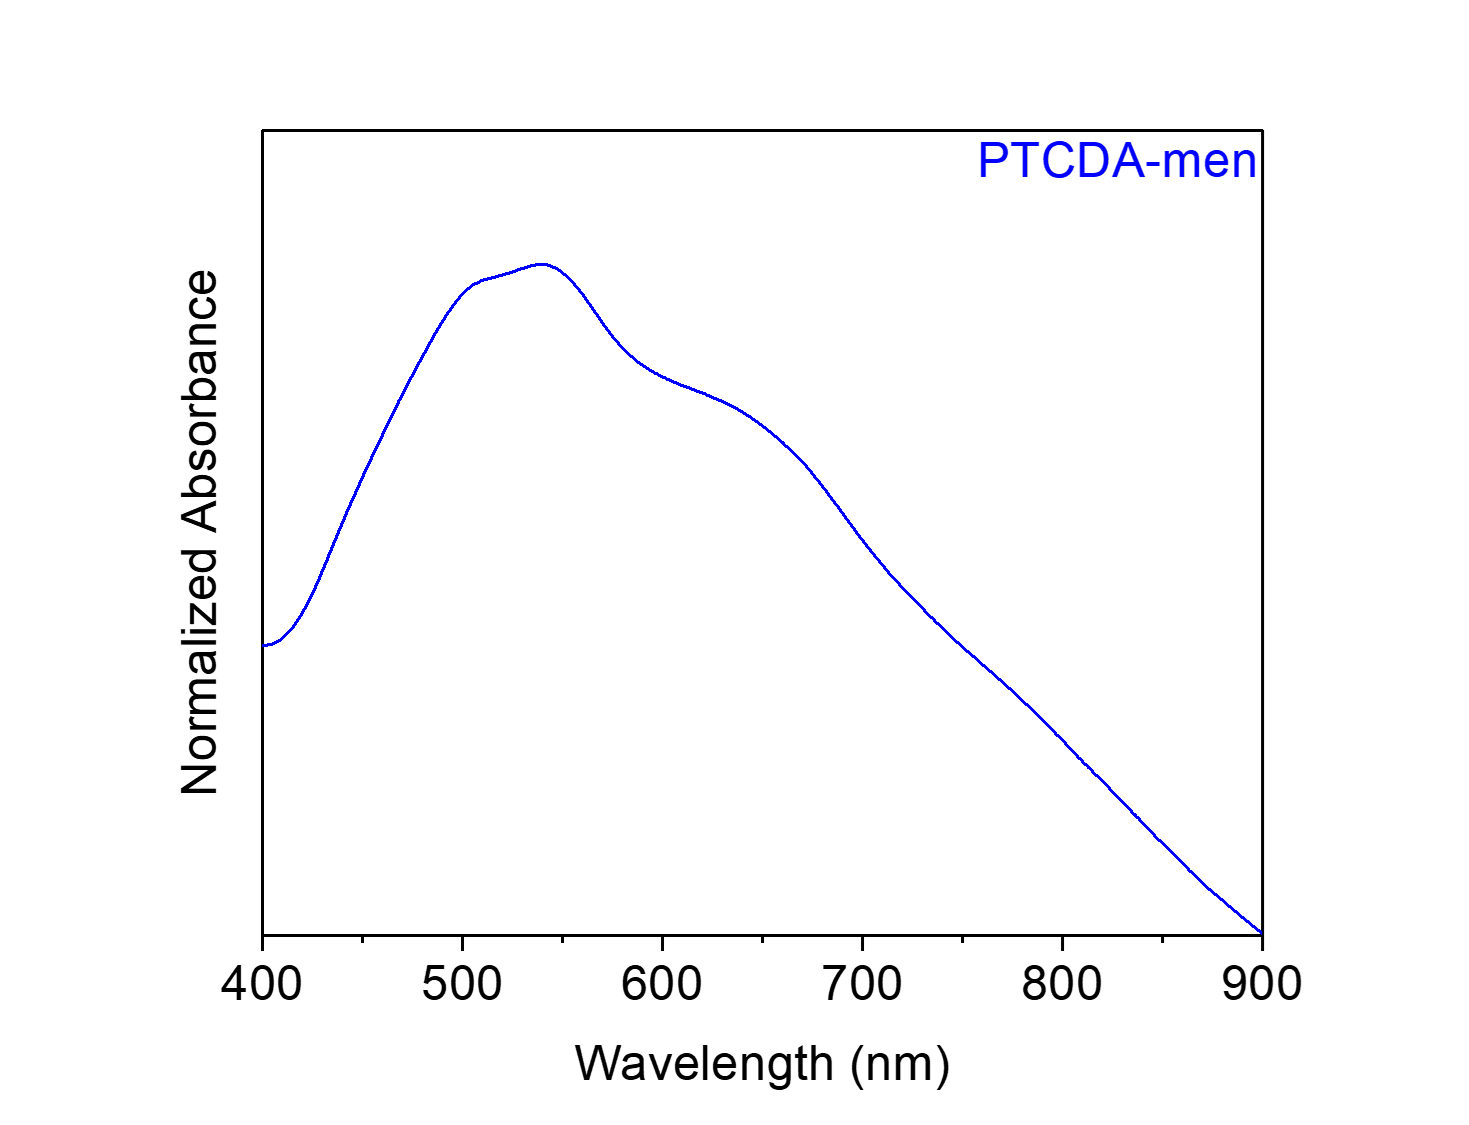 PTCDA-men
Normalized Absorbance
400 500 600 700 800 900
Wavelength (nm)